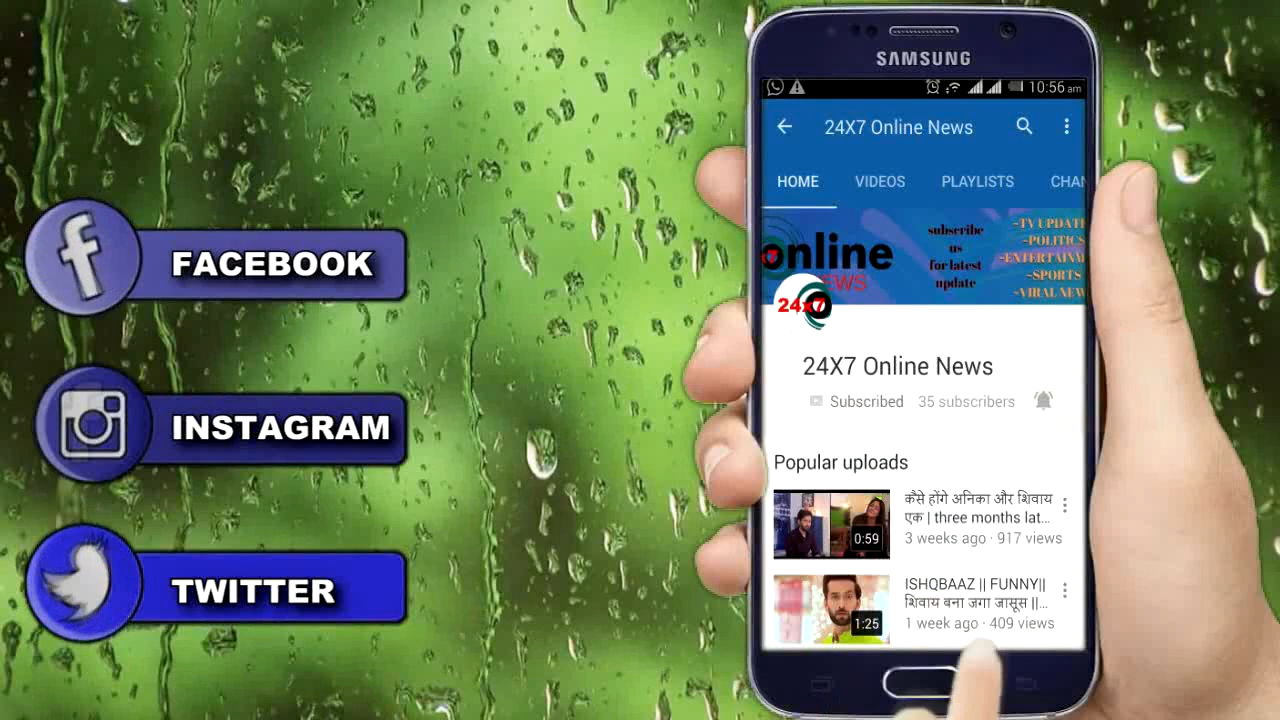 FACEBOOK
INSTAGRAM
TWITTER
SAMSUNG
10:56 am
24X7 Online News
HOME VIDEOS PLAYLISTS CHAN
online
NEWS
subscribe
us
for latest
update
~TV UPDATE
~POLITICS
~ENTERTAINM
~SPORTS
~VIRAL NEW
24x7
24X7 Online News
Subscribed 35 subscribers
Popular uploads
0:59
कैसे होंगे अनिका और शिवाय
एक | three months lat...
3 weeks ago · 917 views
1:25
ISHQBAAZ || FUNNY||
शिवाय बना जगा जासूस ||...
1 week ago · 409 views